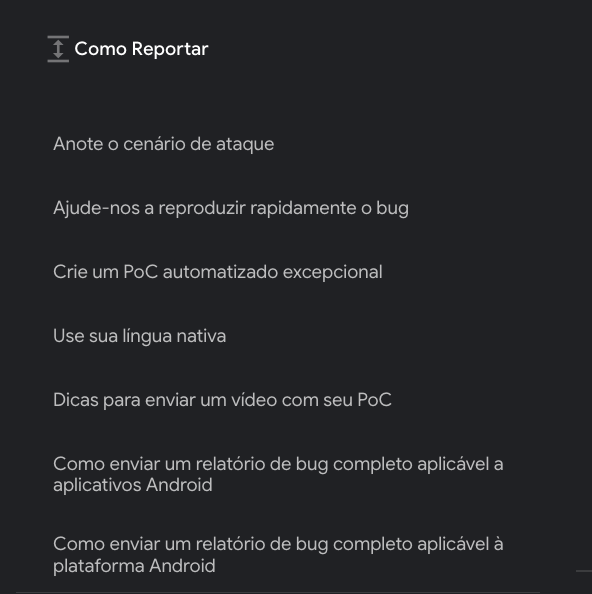 Como Reportar
Anote o cenário de ataque
Ajude-nos a reproduzir rapidamente o bug
Crie um PoC automatizado excepcional
Use sua língua nativa
Dicas para enviar um vídeo com seu PoC
Como enviar um relatório de bug completo aplicável a
aplicativos Android
Como enviar um relatório de bug completo aplicável à
plataforma Android